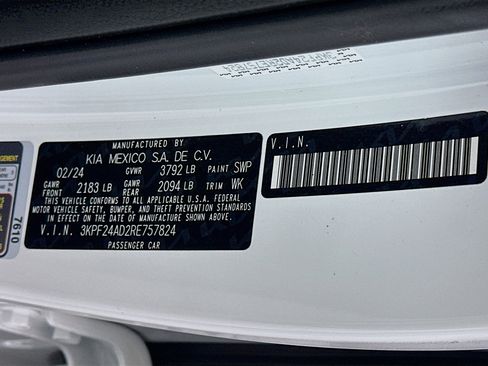 3KPF24AD2RE757824
MANUFACTURED BY
KIA MEXICO S.A. DE C.V.
02/24 GVWR 3792 LB PAINT SWP
GAWR FRONT 2183 LB GAWR REAR 2094 LB TRIM WK
THIS VEHICLE CONFORMS TO ALL APPLICABLE U.S.A. FEDERAL
MOTOR VEHICLE SAFETY, BUMPER, AND THEFT PREVENTION STANDARDS
IN EFFECT ON THE DATE OF MANUFACTURE SHOWN ABOVE.
V.I.N. 3KPF24AD2RE757824
PASSENGER CAR
V.I.N.
7610